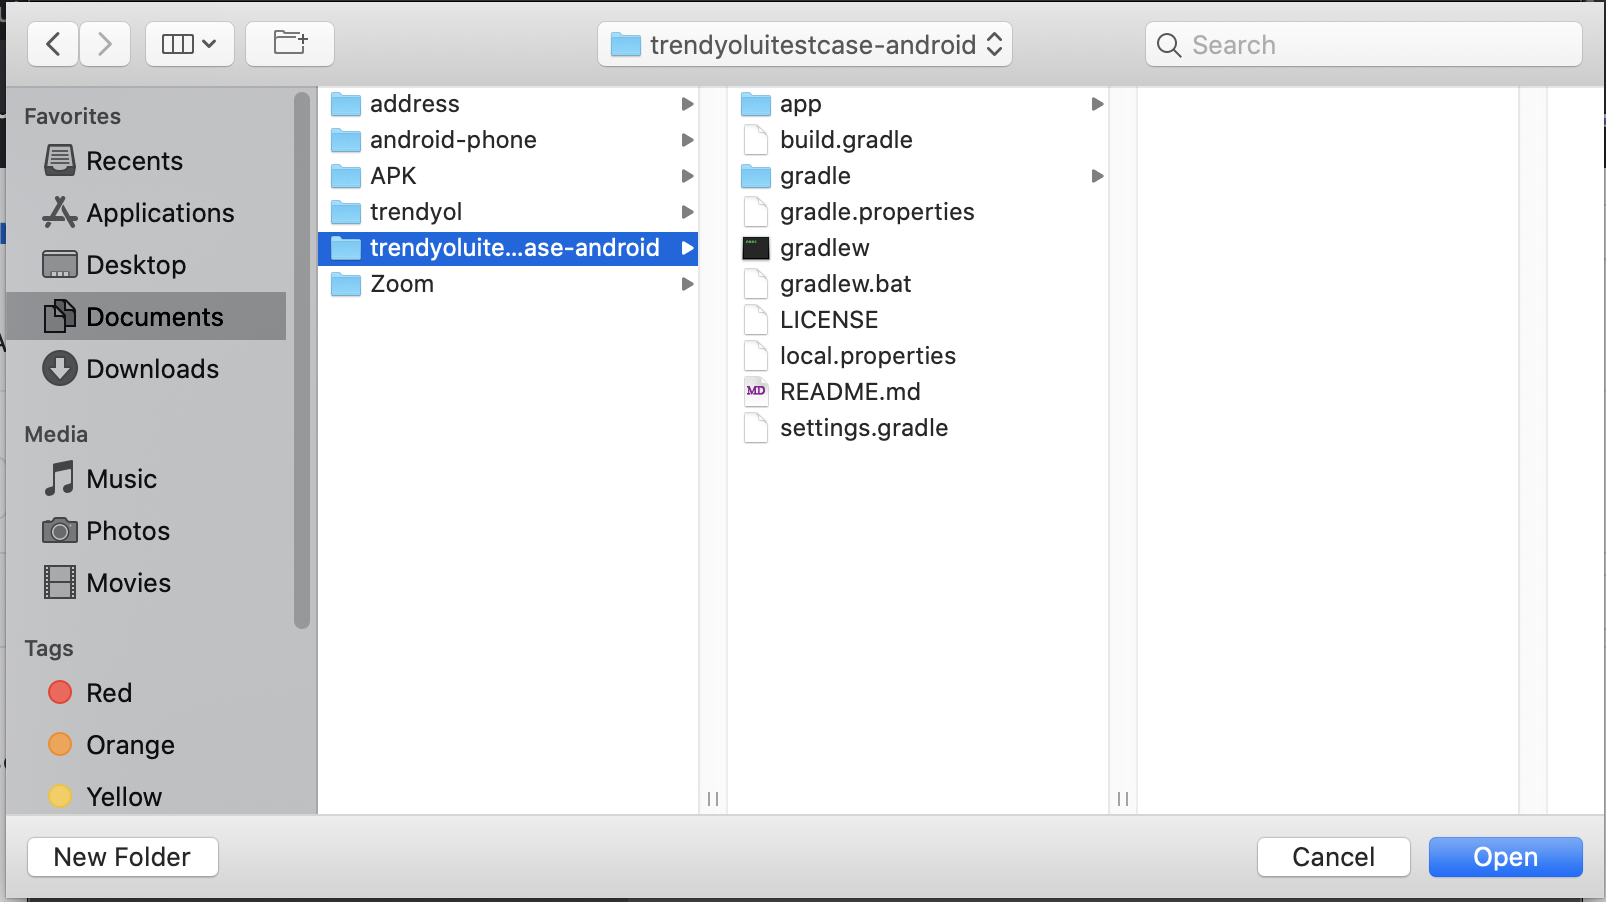 trendyoluitestcase-android
Search
Favorites
Recents
Applications
Desktop
Documents
Downloads
Media
Music
Photos
Movies
Tags
Red
Orange
Yellow
address
android-phone
APK
trendyol
trendyoluite...ase-android
Zoom
app
build.gradle
gradle
gradle.properties
gradlew
gradlew.bat
LICENSE
local.properties
MD README.md
settings.gradle
New Folder
Cancel
Open